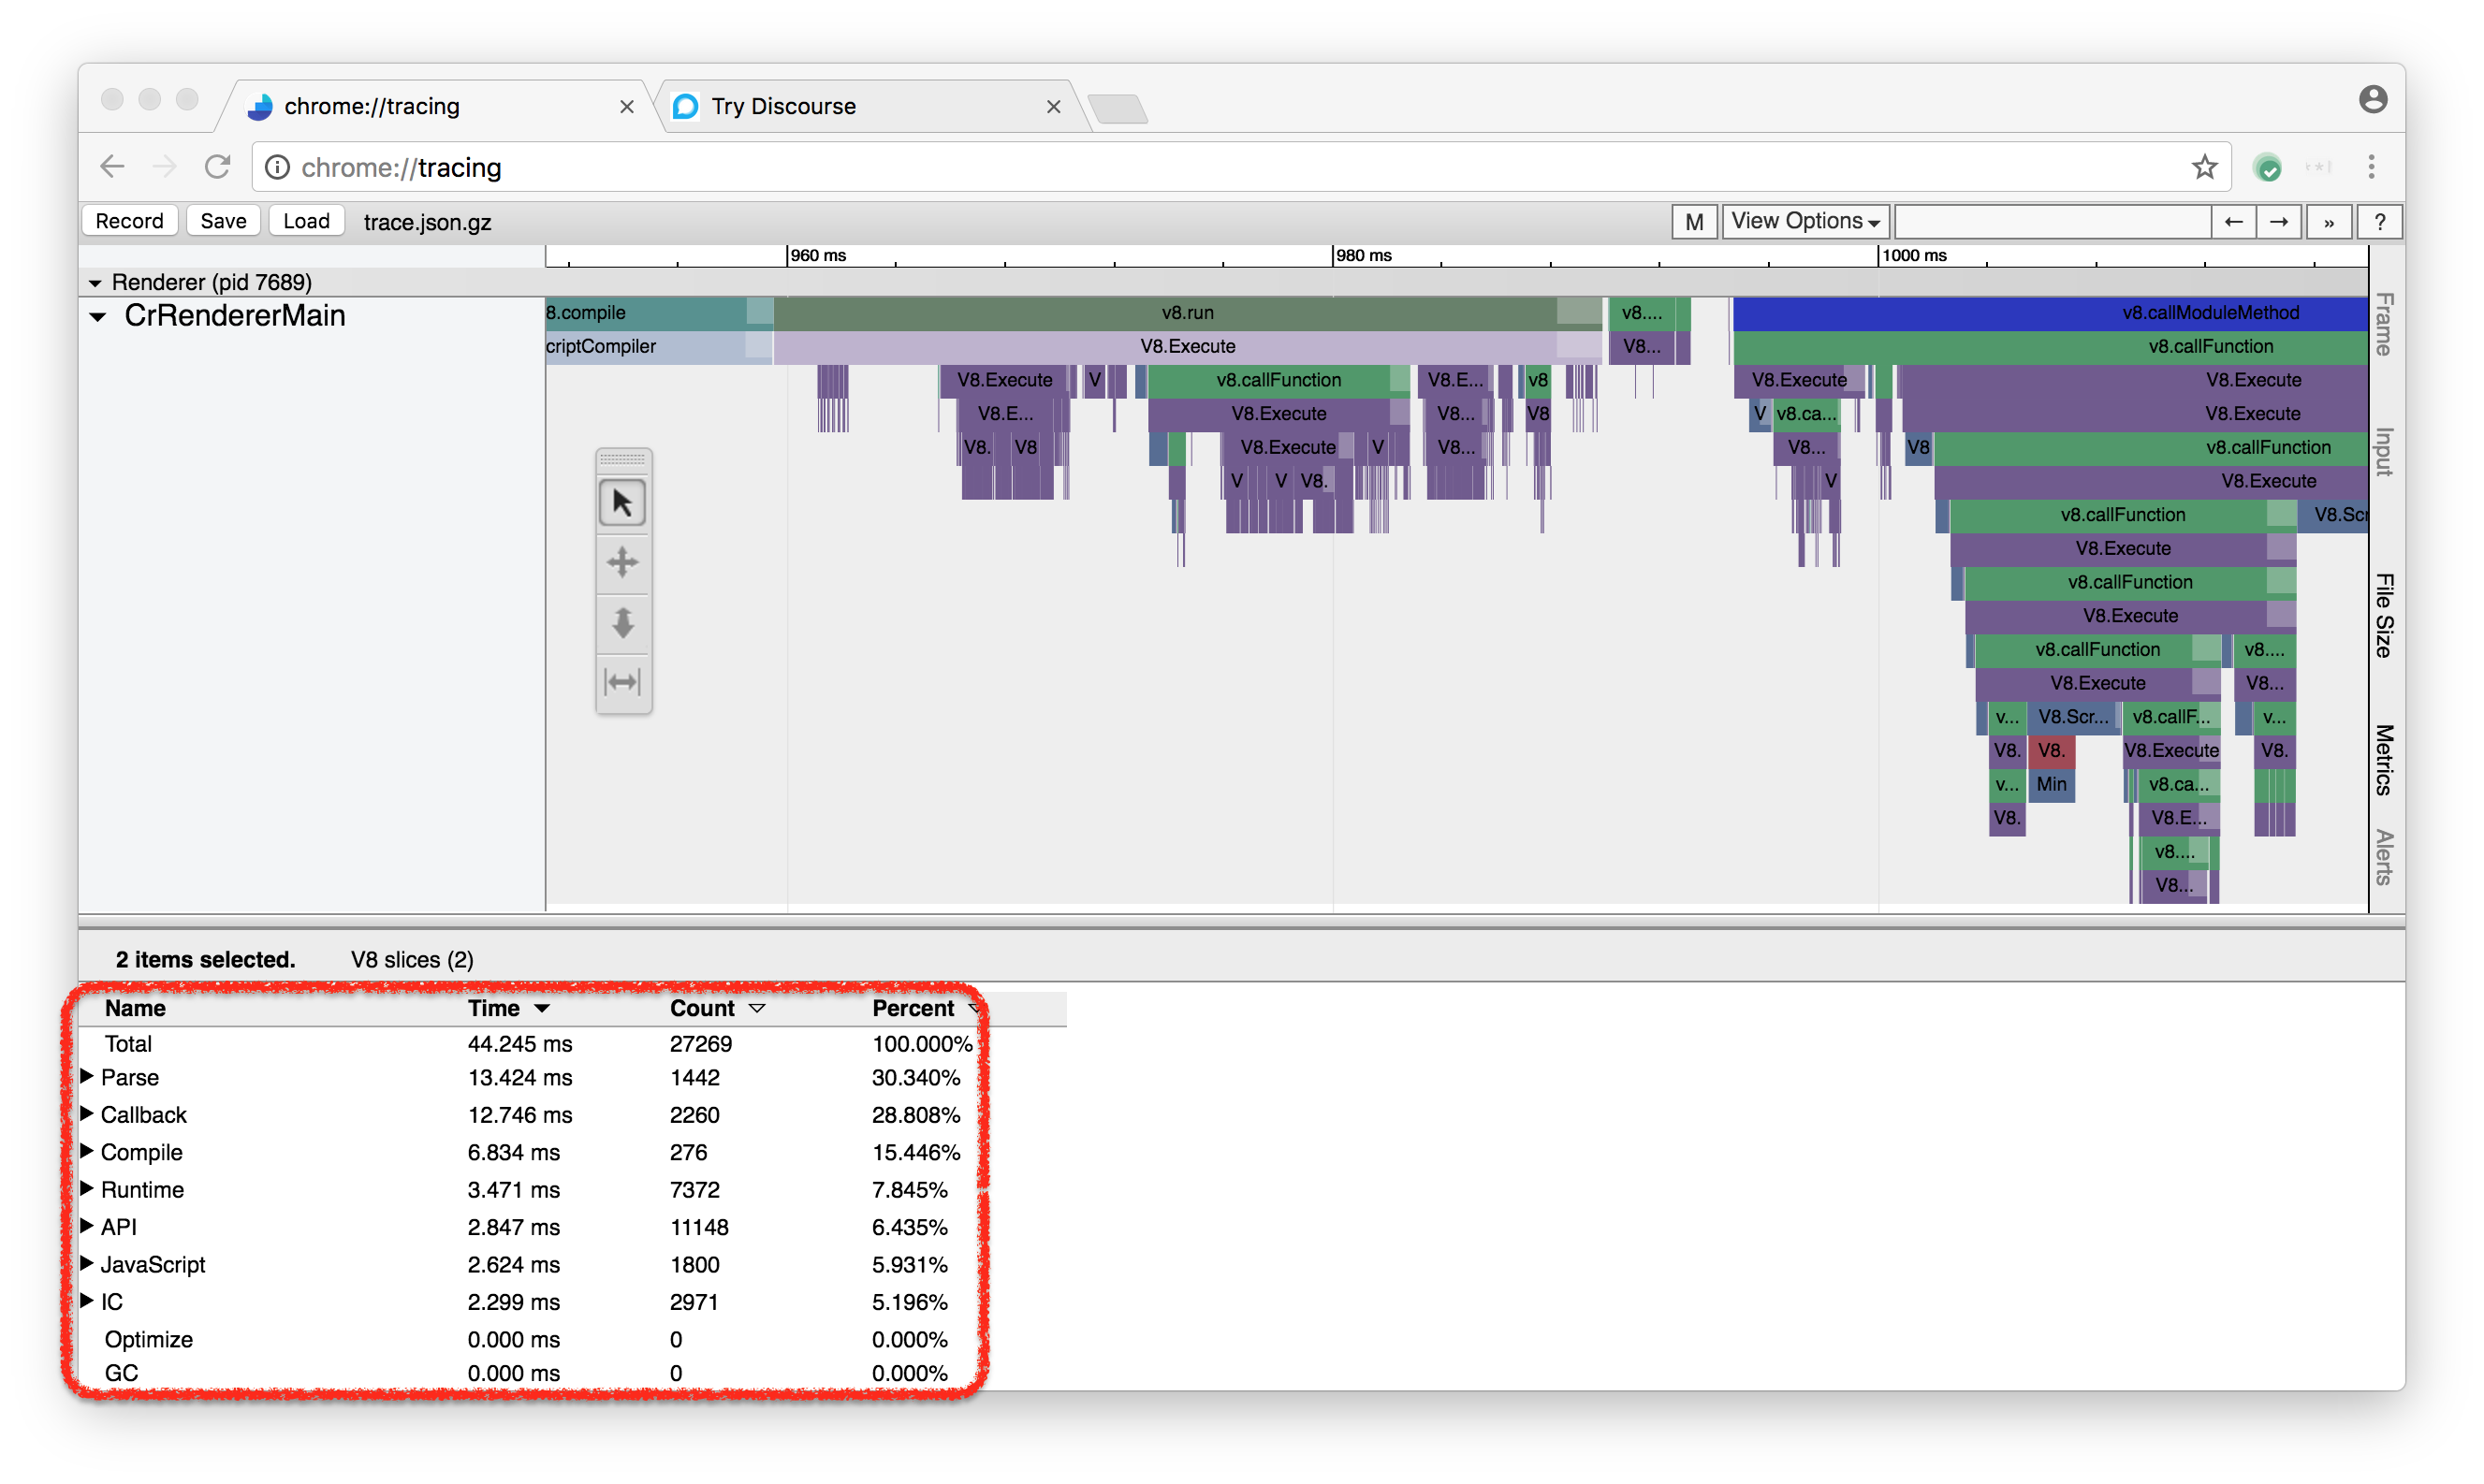 chrome://tracing
Try Discourse
chrome://tracing
Record Save Load trace.json.gz M View Options ← → » ?
960 ms 980 ms 1000 ms
Renderer (pid 7689)
CrRendererMain
8.compile v8.run v8.... v8.callModuleMethod
criptCompiler V8.Execute V8... v8.callFunction
V8.Execute V v8.callFunction V8.E... v8 V8.Execute V8.Execute
V8.E... V8.Execute V8... V8 V v8.ca... V8.Execute
V8. V8 V8.Execute V V8... V8... V8 v8.callFunction
V V V8. V V8.Execute
v8.callFunction V8.Scr
V8.Execute
v8.callFunction
V8.Execute
v8.callFunction v8....
V8.Execute V8...
v... V8.Scr... v8.callF... v...
V8. V8. V8.Execute V8.
v... Min v8.ca...
V8. V8.E...
v8....
V8...
Frame
Input
File Size
Metrics
Alerts
2 items selected. V8 slices (2)
Name Time Count Percent
Total 44.245 ms 27269 100.000%
Parse 13.424 ms 1442 30.340%
Callback 12.746 ms 2260 28.808%
Compile 6.834 ms 276 15.446%
Runtime 3.471 ms 7372 7.845%
API 2.847 ms 11148 6.435%
JavaScript 2.624 ms 1800 5.931%
IC 2.299 ms 2971 5.196%
Optimize 0.000 ms 0 0.000%
GC 0.000 ms 0 0.000%